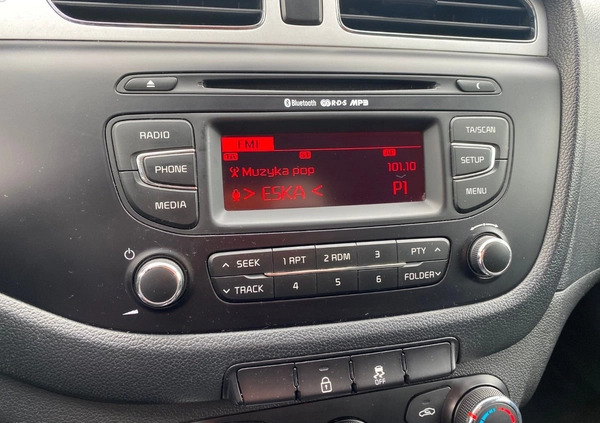 Bluetooth R·D·S MP3
RADIO
PHONE
MEDIA
FM1
Muzyka pop 101.10
> ESKA < P1
TA/SCAN
SETUP
MENU
SEEK 1 RPT 2 RDM 3 PTY
TRACK 4 5 6 FOLDER
OFF